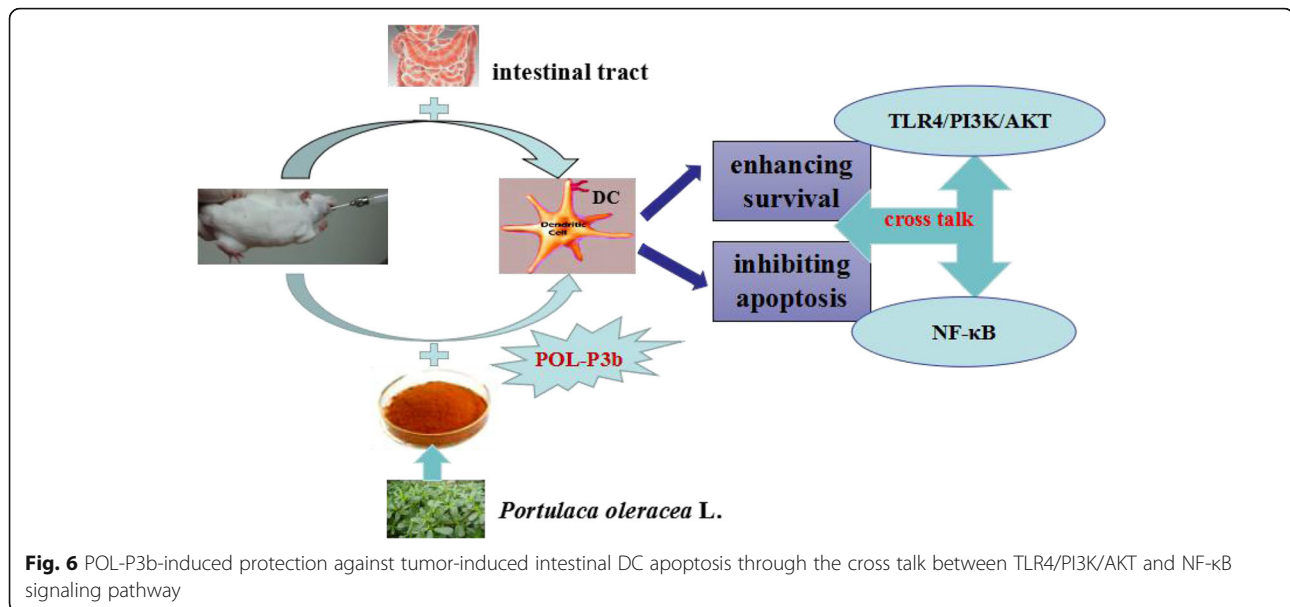 intestinal tract
TLR4/PI3K/AKT
enhancing
survival
DC
Dendritic
Cell
cross talk
inhibiting
apoptosis
NF-κB
POL-P3b
Portulaca oleracea L.
Fig. 6 POL-P3b-induced protection against tumor-induced intestinal DC apoptosis through the cross talk between TLR4/PI3K/AKT and NF-κB
signaling pathway